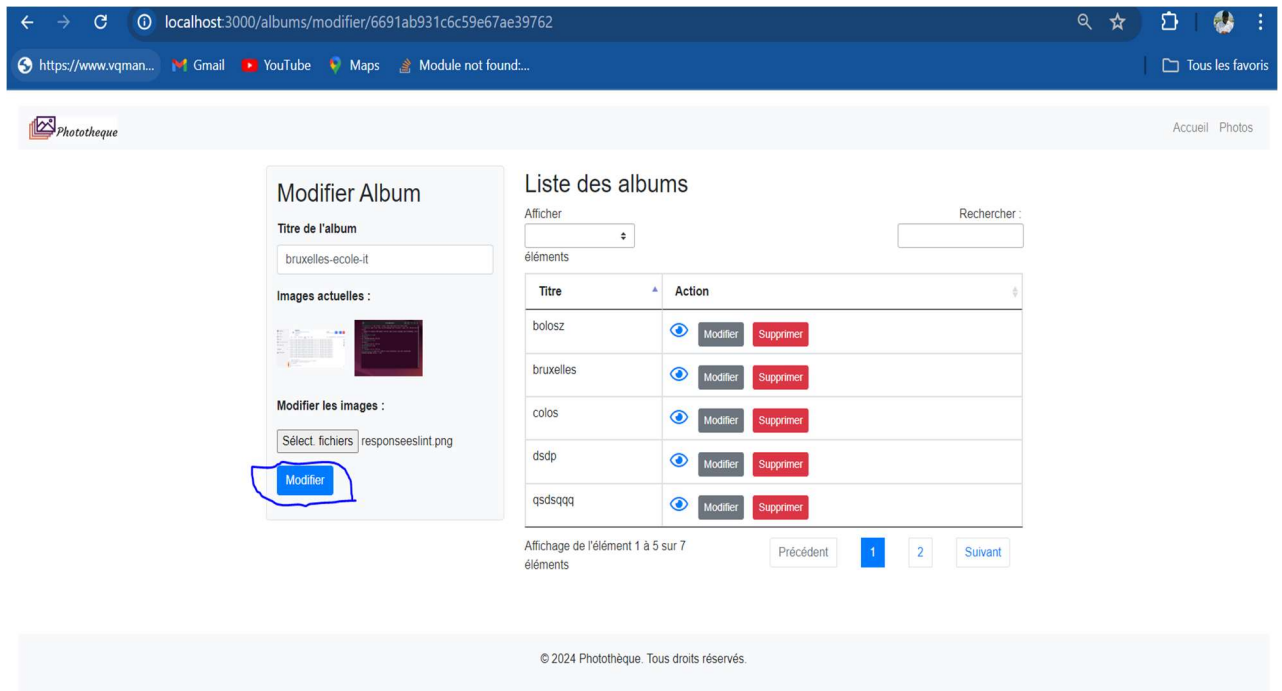 localhost:3000/albums/modifier/6691ab931c6c59e67ae39762
https://www.vqman... Gmail YouTube Maps Module not found:... Tous les favoris
Phototheque Accueil Photos
Modifier Album
Titre de l'album
bruxelles-ecole-it
Images actuelles :
Modifier les images :
Sélect. fichiers responseeslint.png
Modifier
Liste des albums
Afficher
éléments
Rechercher :
Titre Action
bolosz Modifier Supprimer
bruxelles Modifier Supprimer
colos Modifier Supprimer
dsdp Modifier Supprimer
qsdsqqq Modifier Supprimer
Affichage de l'élément 1 à 5 sur 7
éléments
Précédent 1 2 Suivant
© 2024 Photothèque. Tous droits réservés.